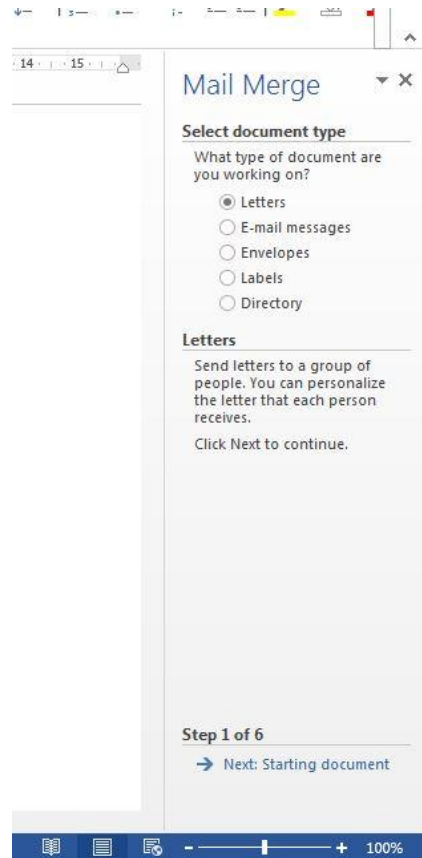 14 15
Mail Merge
Select document type
What type of document are
you working on?
Letters
E-mail messages
Envelopes
Labels
Directory
Letters
Send letters to a group of
people. You can personalize
the letter that each person
receives.
Click Next to continue.
Step 1 of 6
Next: Starting document
- + 100%